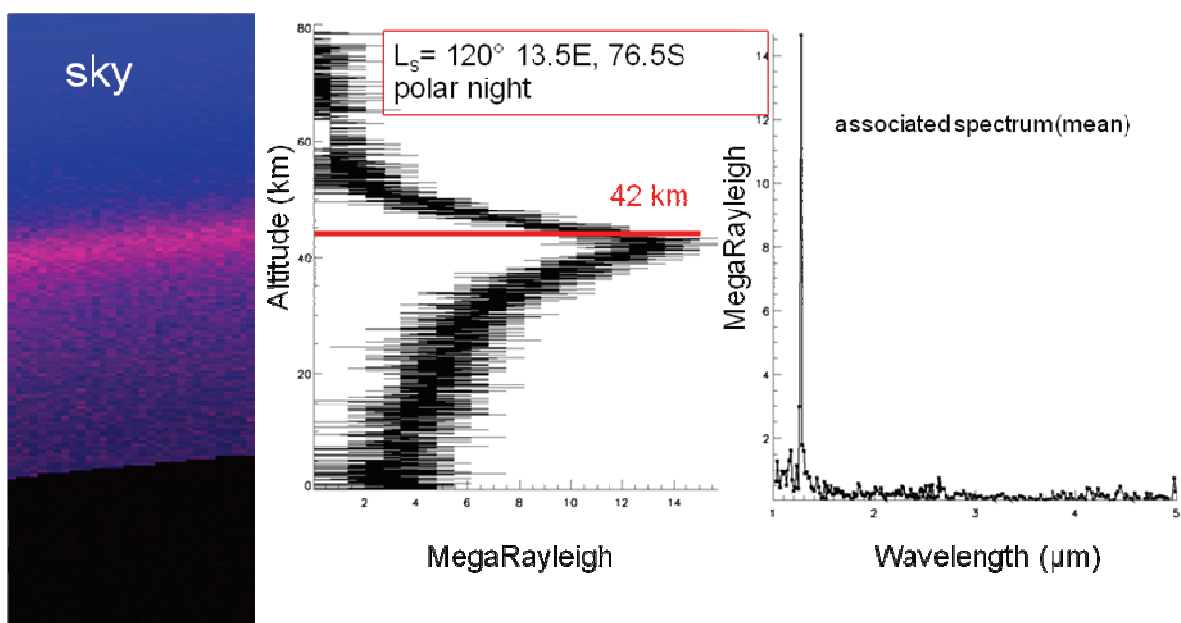 sky
80
60
40
20
0
Altitude (km)
L_s= 120° 13.5E, 76.5S
polar night
42 km
2 4 6 8 10 12 14
MegaRayleigh
14
12
10
8
6
4
2
MegaRayleigh
associated spectrum(mean)
1 2 3 4 5
Wavelength (μm)